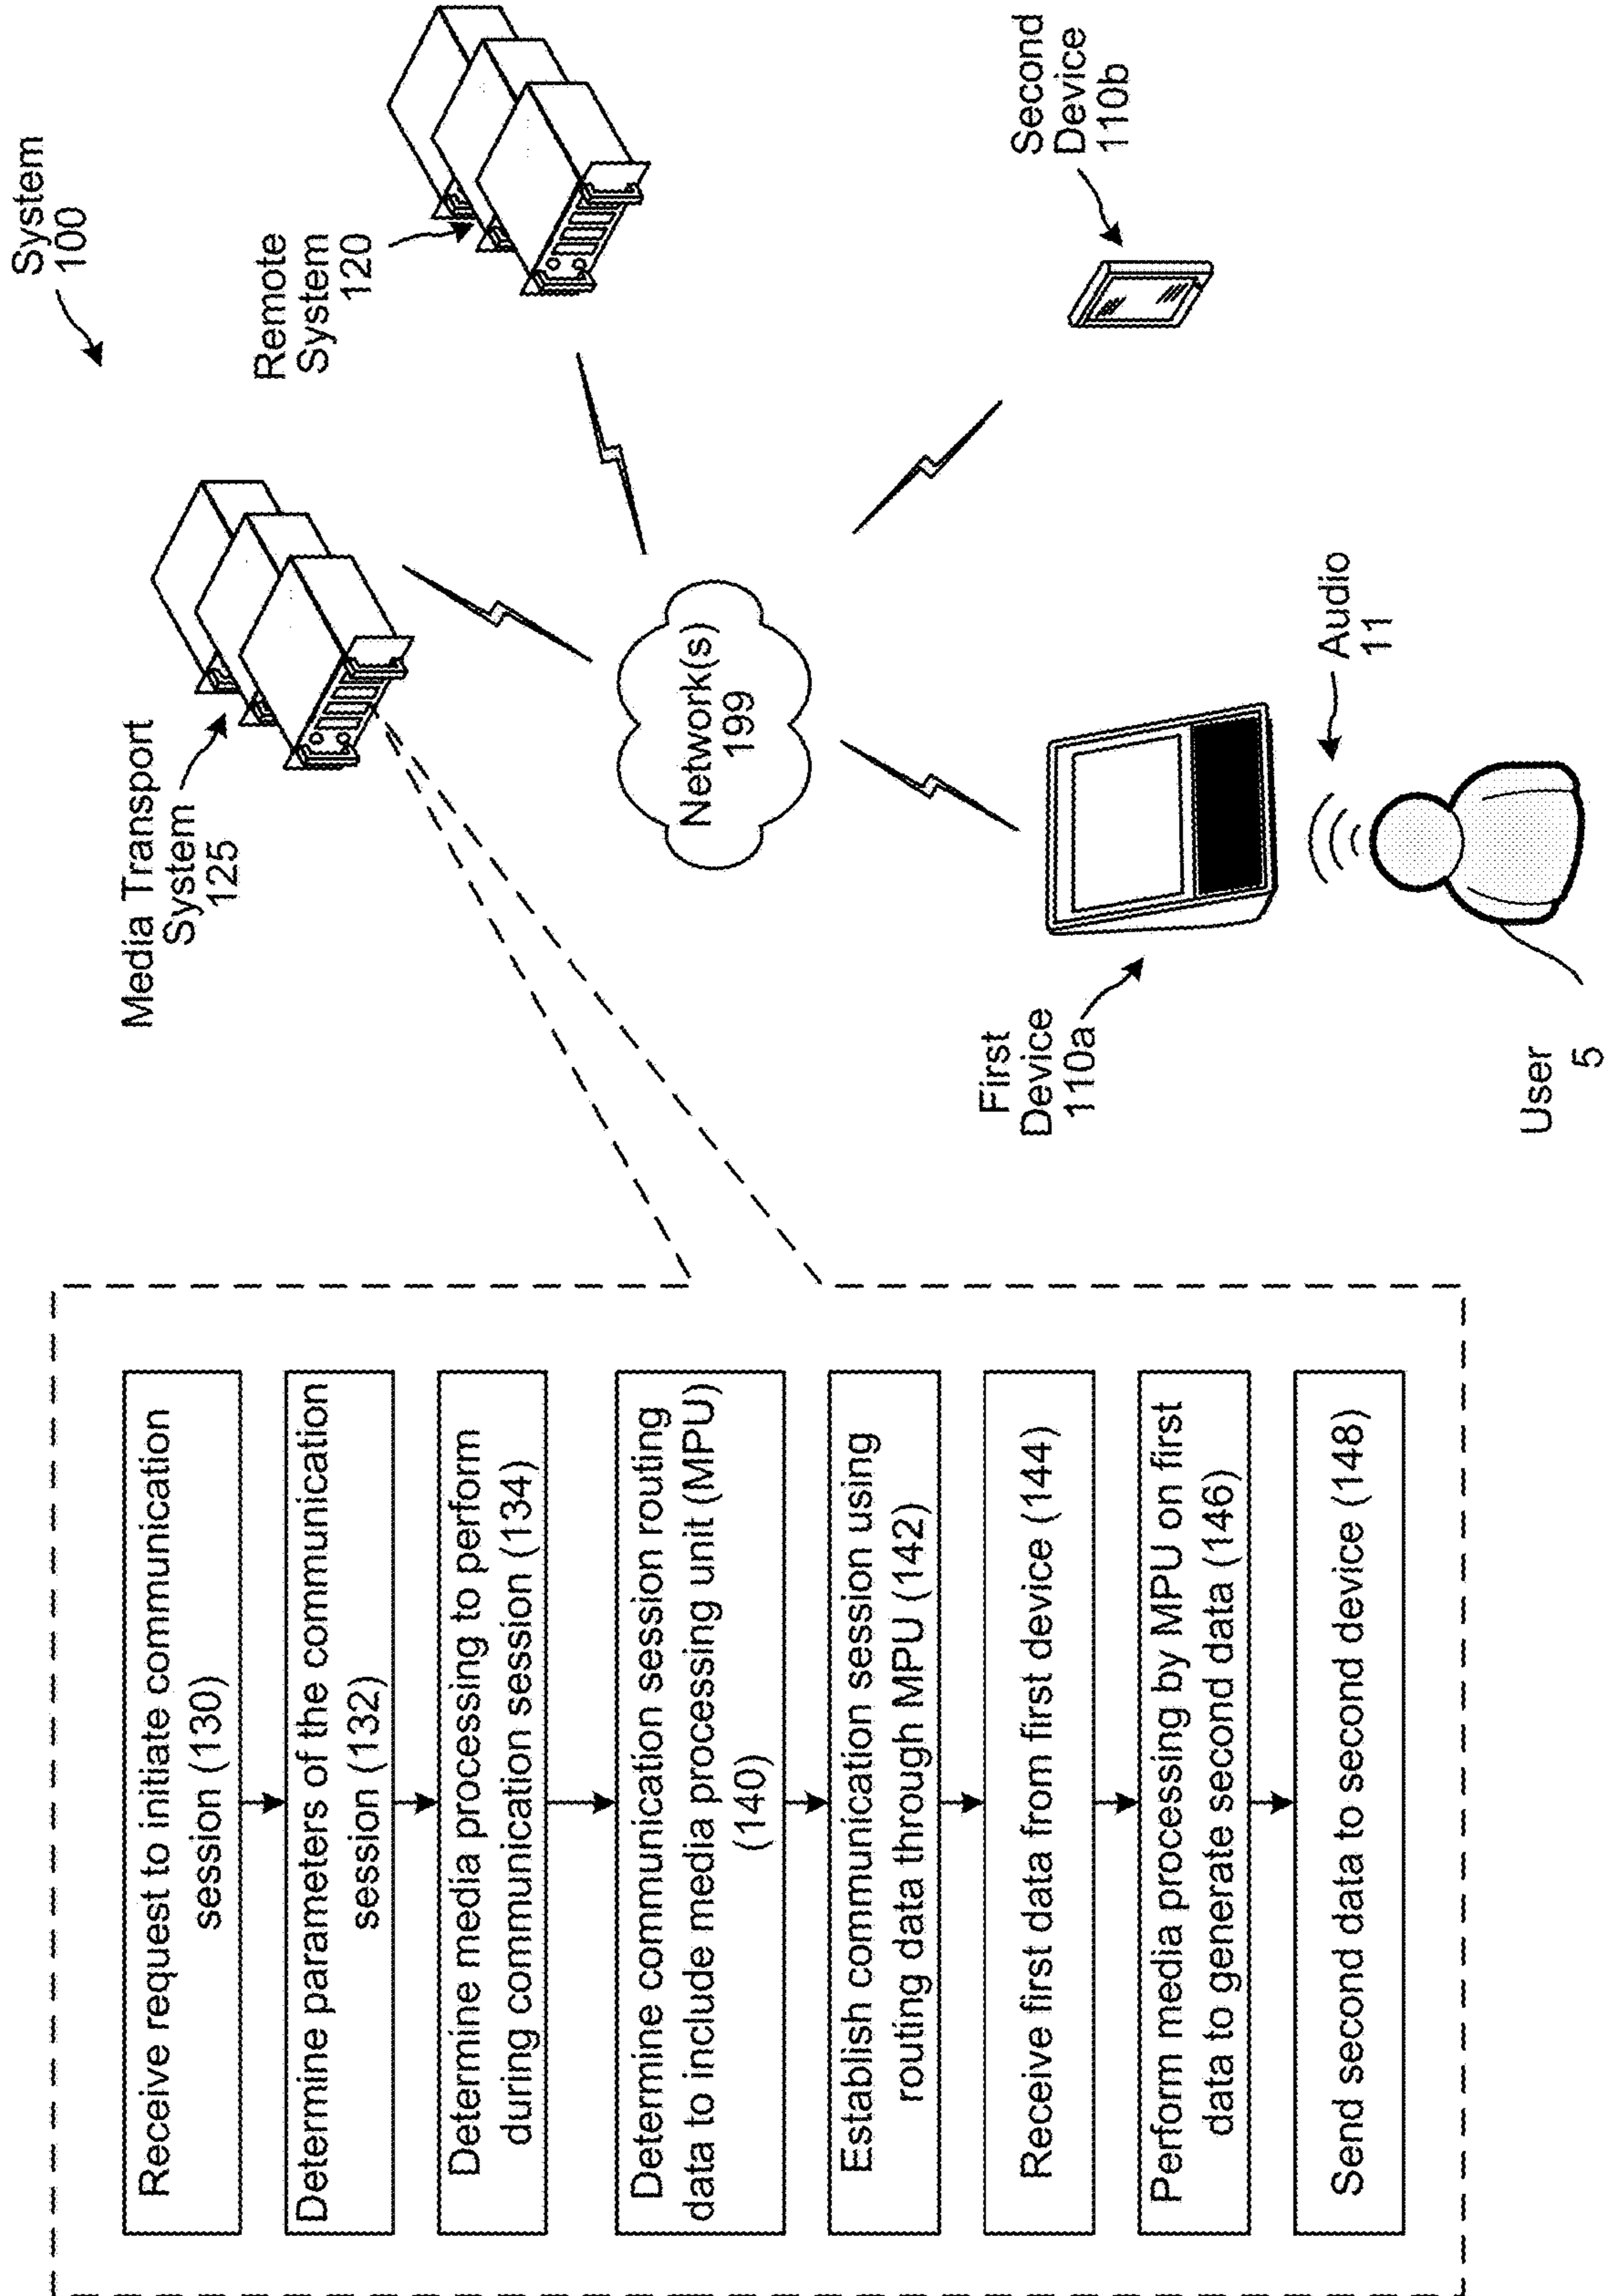 System
100
Media Transport
System
125
Remote
System
120
Network(s)
199
First
Device
110a
Second
Device
110b
Audio
11
User
5
Receive request to initiate communication
session (130)
Determine parameters of the communication
session (132)
Determine media processing to perform
during communication session (134)
Determine communication session routing
data to include media processing unit (MPU)
(140)
Establish communication session using
routing data through MPU (142)
Receive first data from first device (144)
Perform media processing by MPU on first
data to generate second data (146)
Send second data to second device (148)